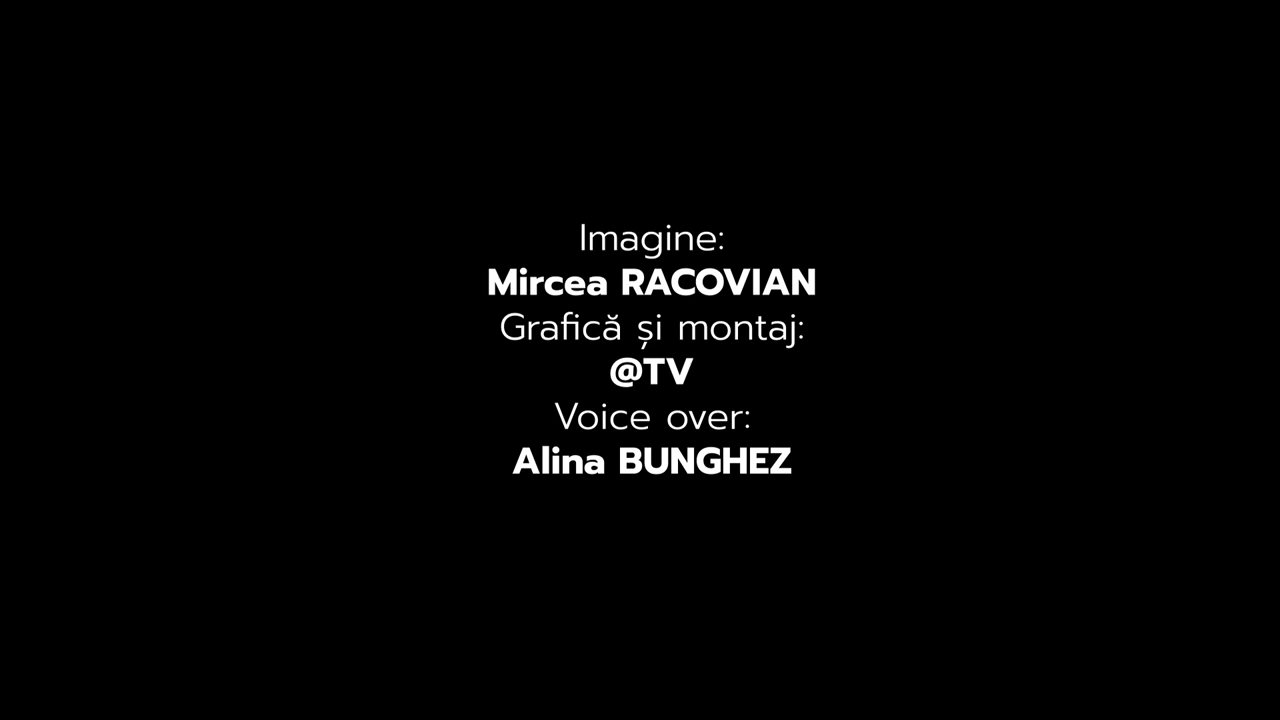 Imagine:
Mircea RACOVIAN
Grafică și montaj:
@TV
Voice over:
Alina BUNGHEZ